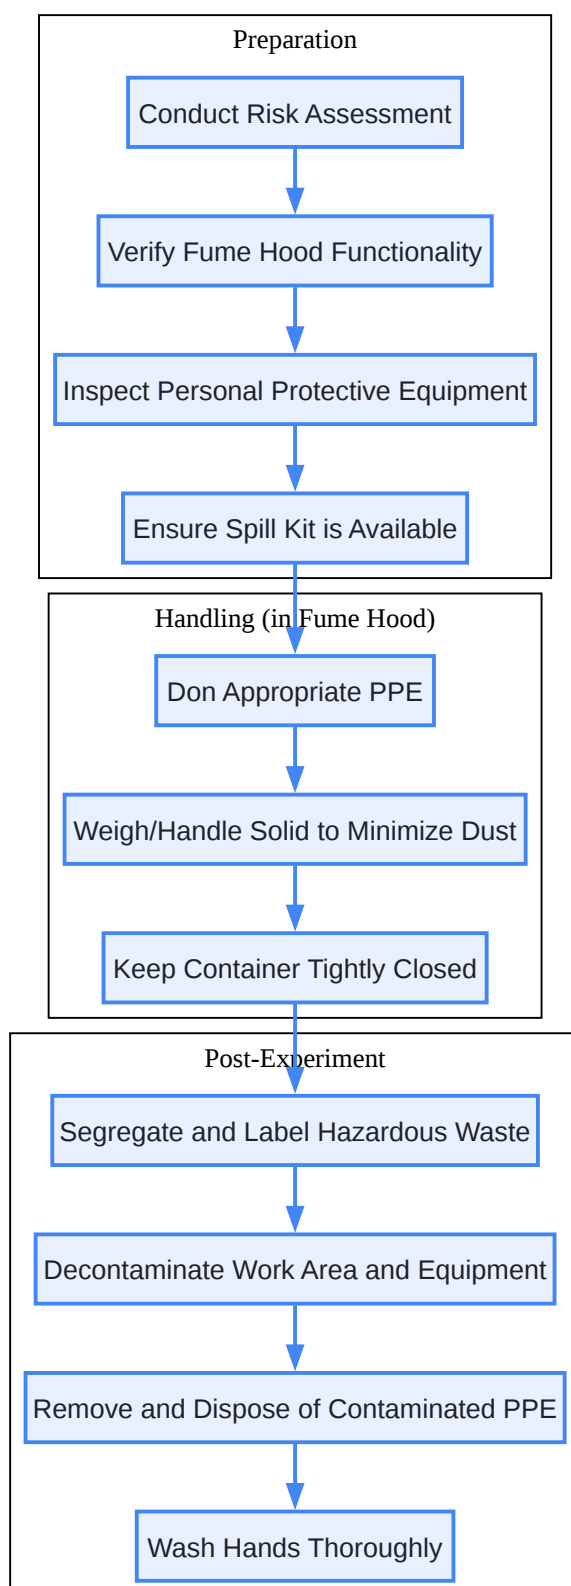 Preparation
Conduct Risk Assessment
Verify Fume Hood Functionality
Inspect Personal Protective Equipment
Ensure Spill Kit is Available
Handling (in Fume Hood)
Don Appropriate PPE
Weigh/Handle Solid to Minimize Dust
Keep Container Tightly Closed
Post-Experiment
Segregate and Label Hazardous Waste
Decontaminate Work Area and Equipment
Remove and Dispose of Contaminated PPE
Wash Hands Thoroughly